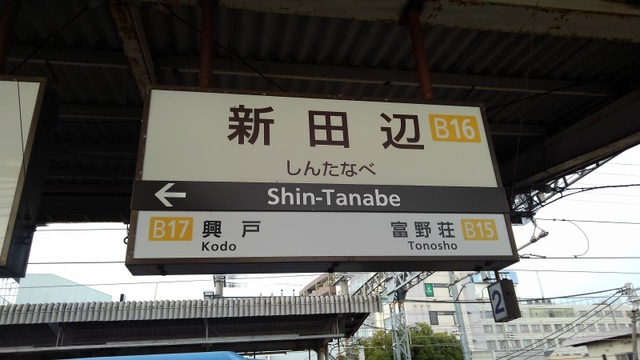 新田辺 B16
しんたなべ
Shin-Tanabe
B17 興戸 富野荘 B15
Kodo Tonosho
2